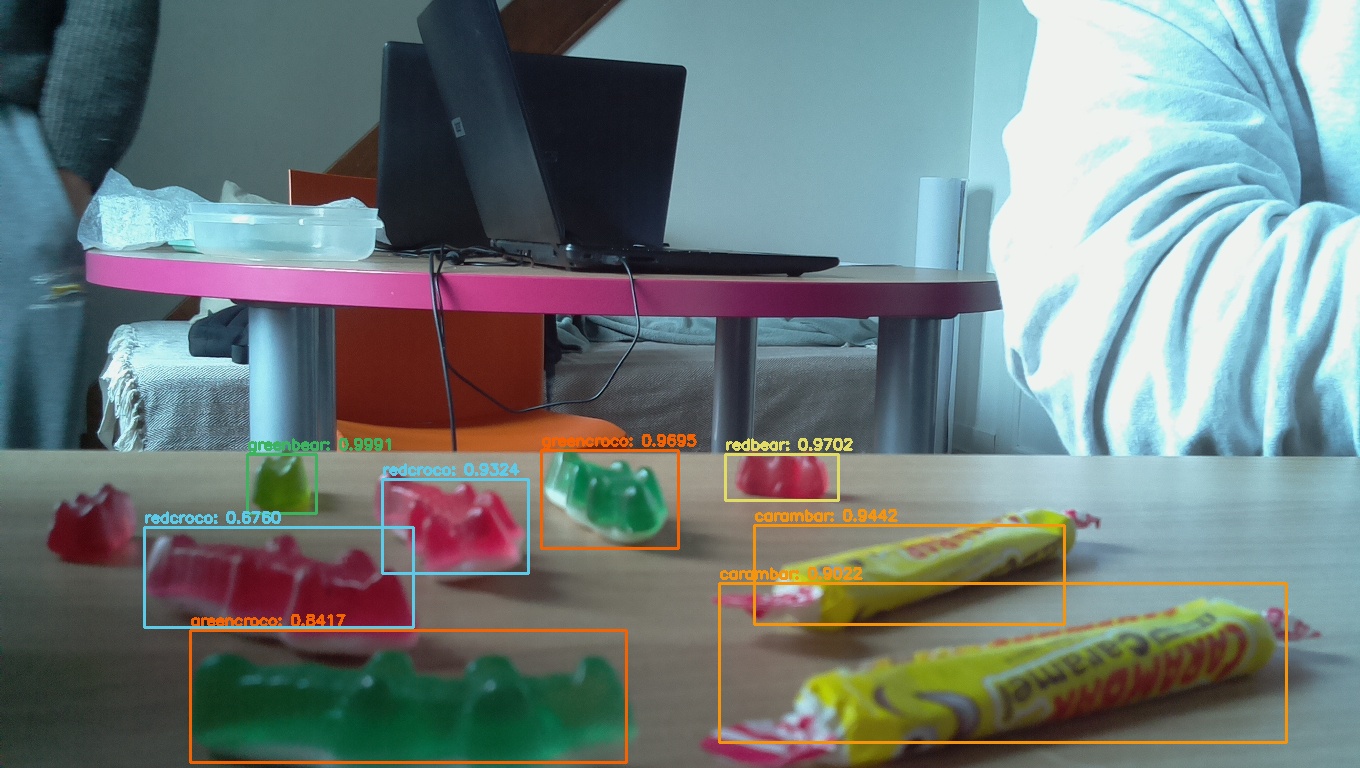 greenbear: 0.9991
greencroco: 0.9695
redbear: 0.9702
redcroco: 0.9324
redcroco: 0.6760
carambar: 0.9442
carambar: 0.9022
greencroco: 0.8417
CARAMBAR
Caramel